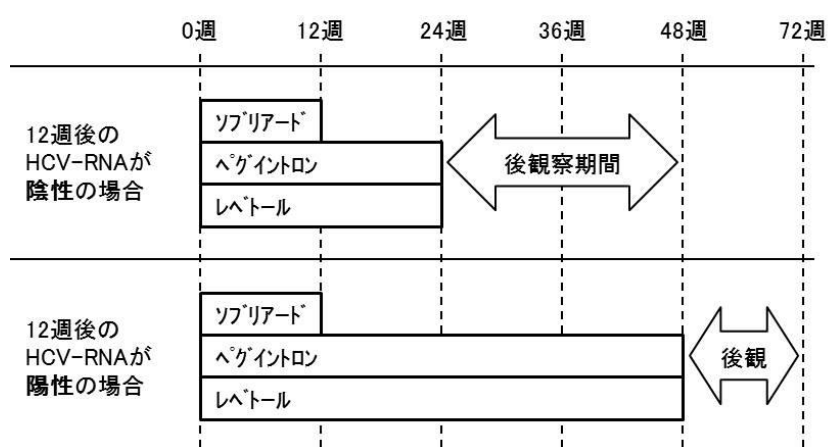 0週 12週 24週 36週 48週 72週
12週後の
HCV-RNAが
陰性の場合
ソブリアード
ペグイントロン
レベトール
後観察期間
12週後の
HCV-RNAが
陽性の場合
ソブリアード
ペグイントロン
レベトール
後観